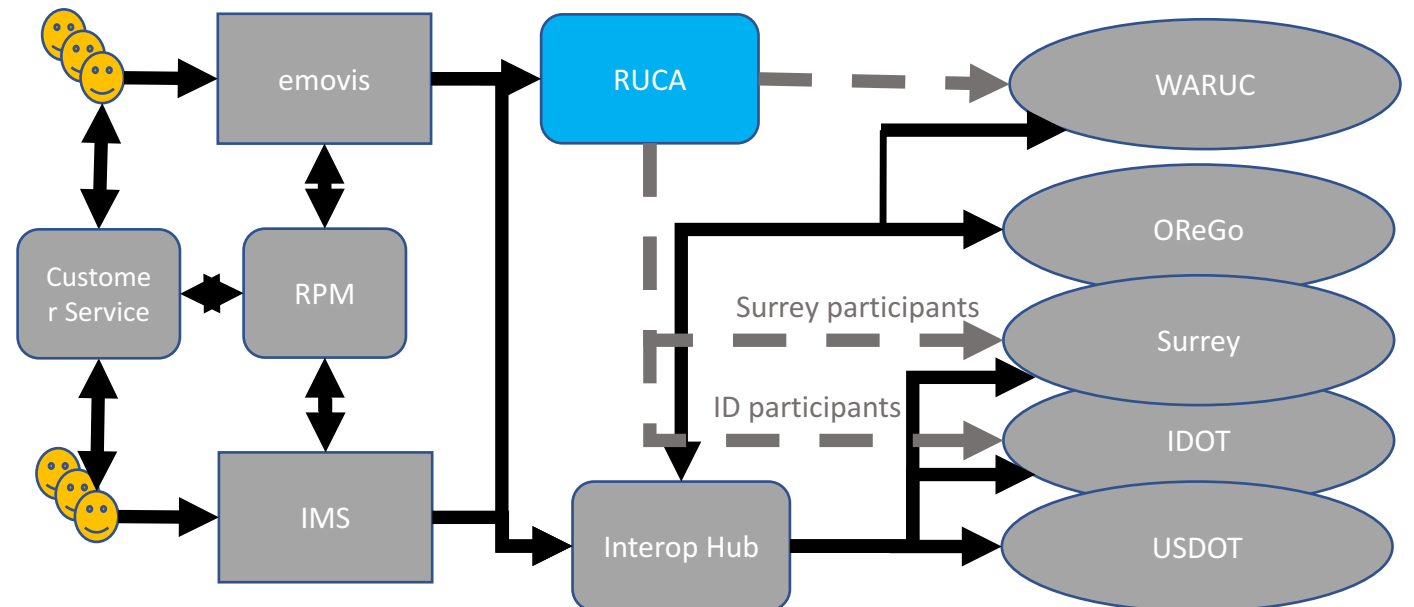 emovis
RUCA
WARUC
OReGo
Custome
r Service
RPM
Surrey participants
Surrey
ID participants
IDOT
IMS
Interop Hub
USDOT